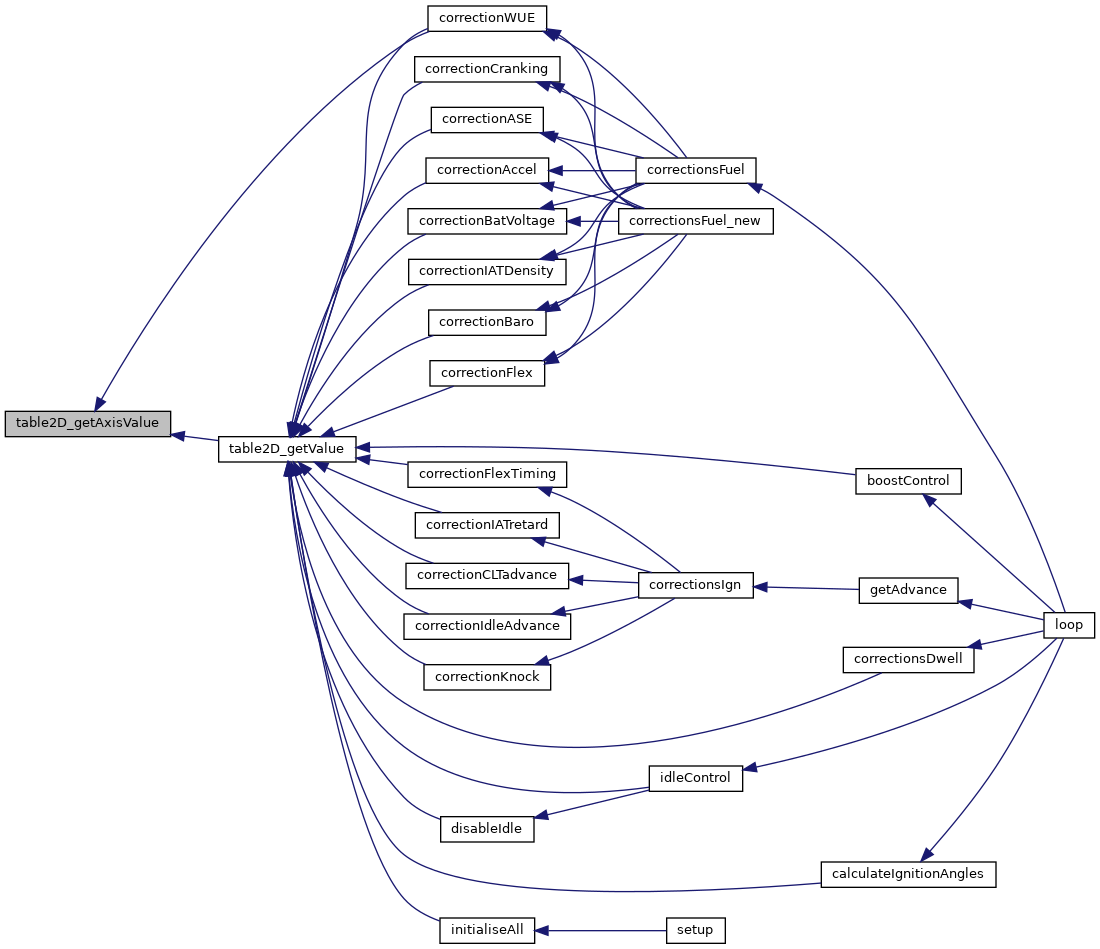 correctionWUE
correctionCranking
correctionASE
correctionAccel
correctionsFuel
correctionBatVoltage
correctionsFuel_new
correctionIATDensity
correctionBaro
correctionFlex
table2D_getAxisValue
table2D_getValue
correctionFlexTiming
boostControl
correctionIATretard
correctionCLTadvance
correctionsIgn
getAdvance
correctionIdleAdvance
loop
correctionKnock
correctionsDwell
idleControl
disableIdle
calculateIgnitionAngles
initialiseAll
setup